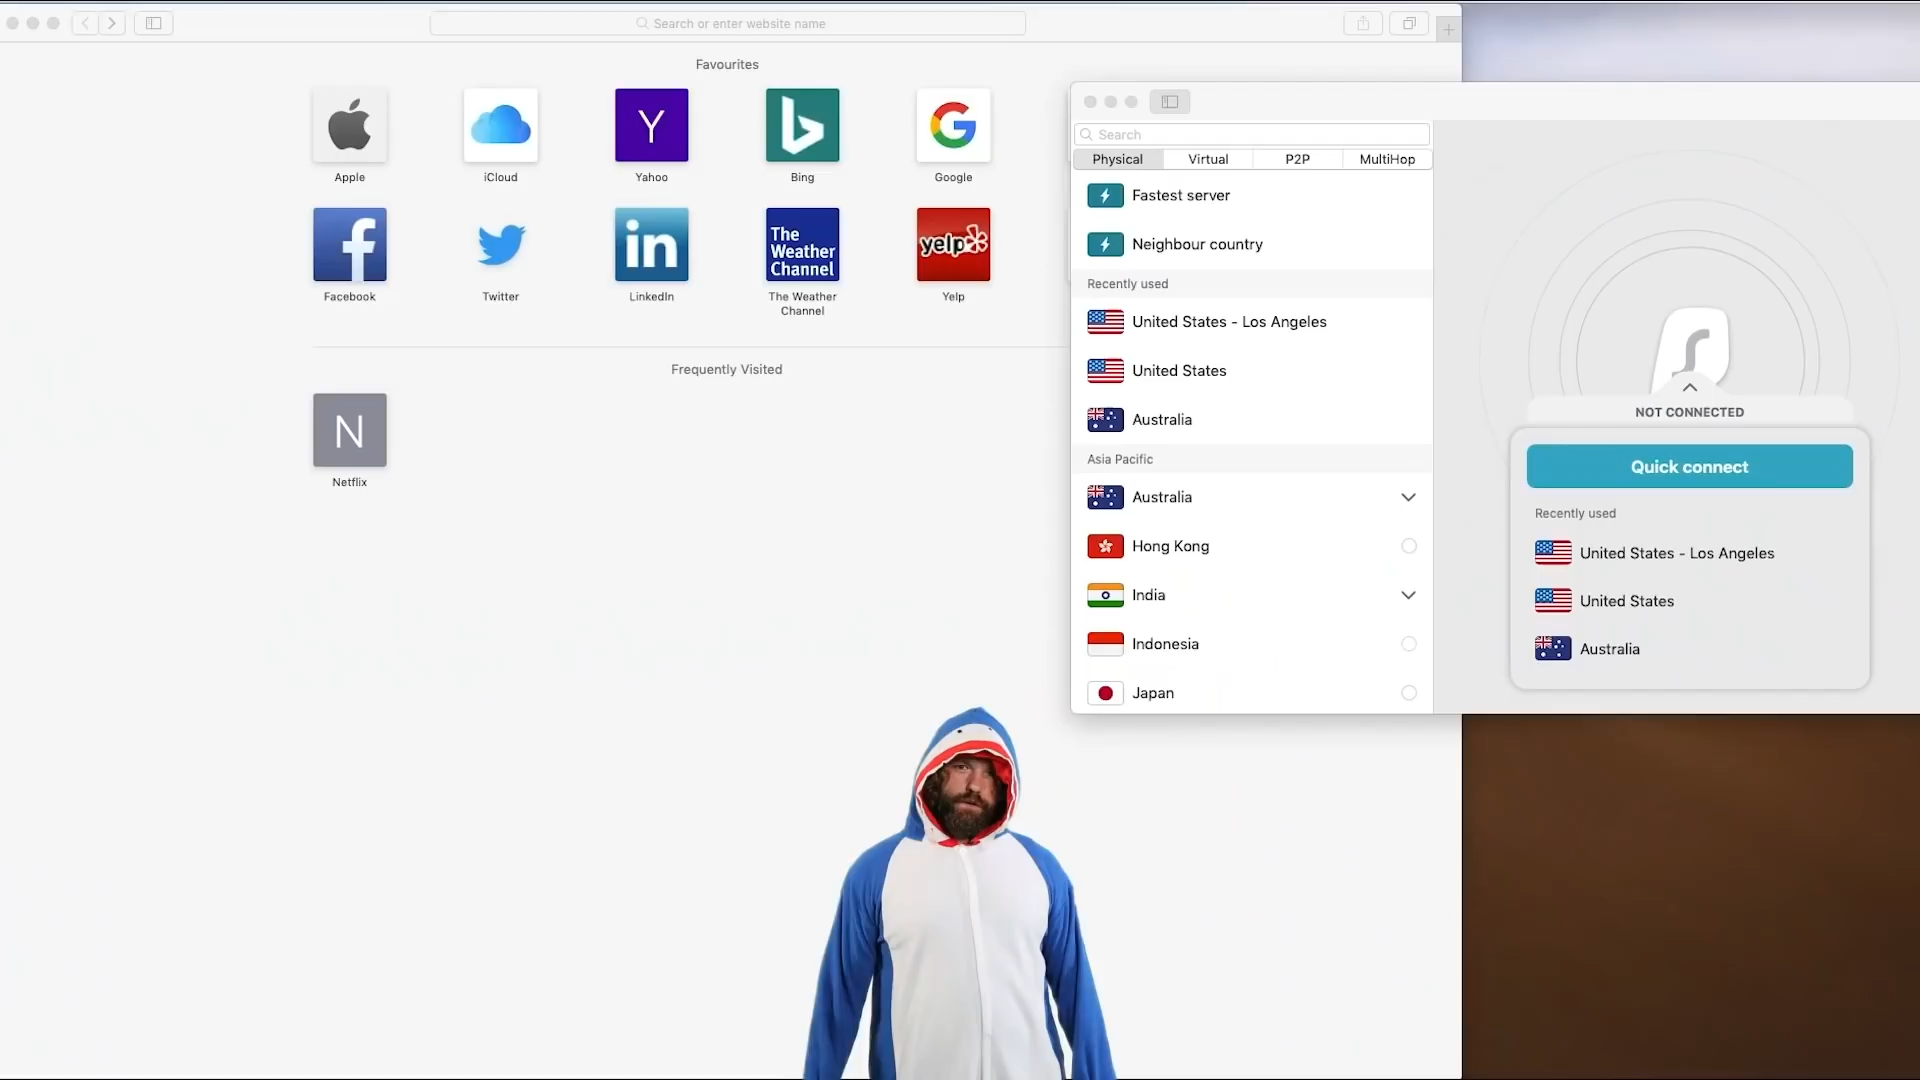 Search or enter website name
Favourites
Apple
iCloud
Y
Yahoo
Bing
Google
f
Facebook
Twitter
in
LinkedIn
The
Weather
Channel
The Weather
Channel
yelp
Yelp
Frequently Visited
N
Netflix
Search
Physical
Virtual
P2P
MultiHop
Fastest server
Neighbour country
Recently used
United States - Los Angeles
United States
Australia
Asia Pacific
Australia
Hong Kong
India
Indonesia
Japan
NOT CONNECTED
Quick connect
Recently used
United States - Los Angeles
United States
Australia